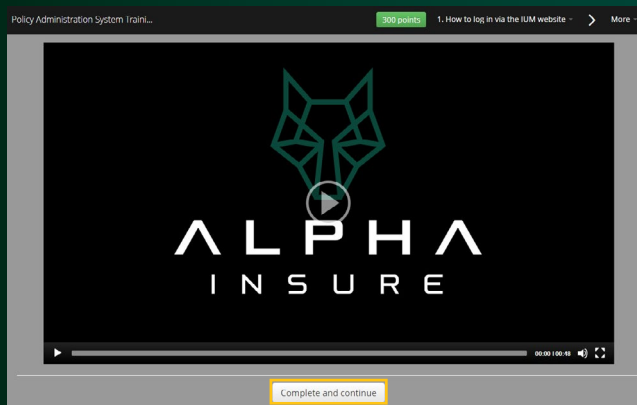 Policy Administration System Traini...
300 points
1. How to log in via the IUM website
More
ALPHA
INSURE
00:00 | 00:48
Complete and continue